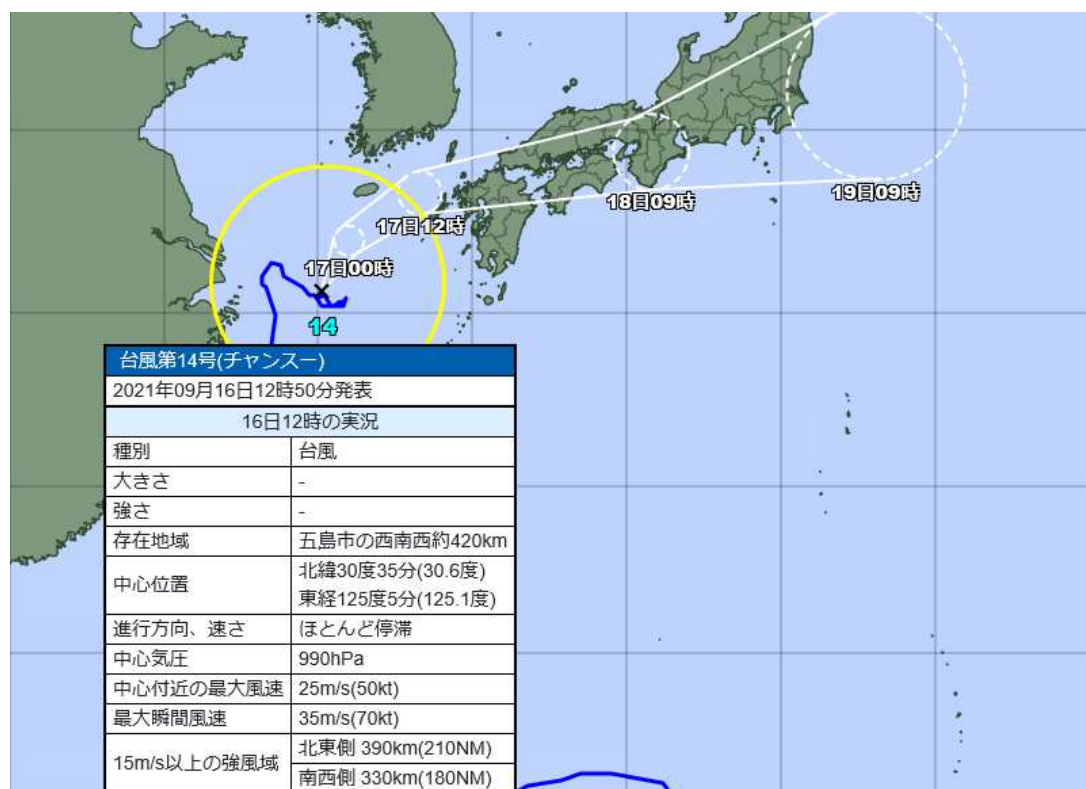 17日00時
17日12時
18日09時
19日09時
14
台風第14号(チャンスー)
2021年09月16日12時50分発表
16日12時の実況
種別 台風
大きさ -
強さ -
存在地域 五島市の西南西約420km
中心位置 北緯30度35分(30.6度)
東経125度5分(125.1度)
進行方向、速さ ほとんど停滞
中心気圧 990hPa
中心付近の最大風速 25m/s(50kt)
最大瞬間風速 35m/s(70kt)
15m/s以上の強風域 北東側 390km(210NM)
南西側 330km(180NM)